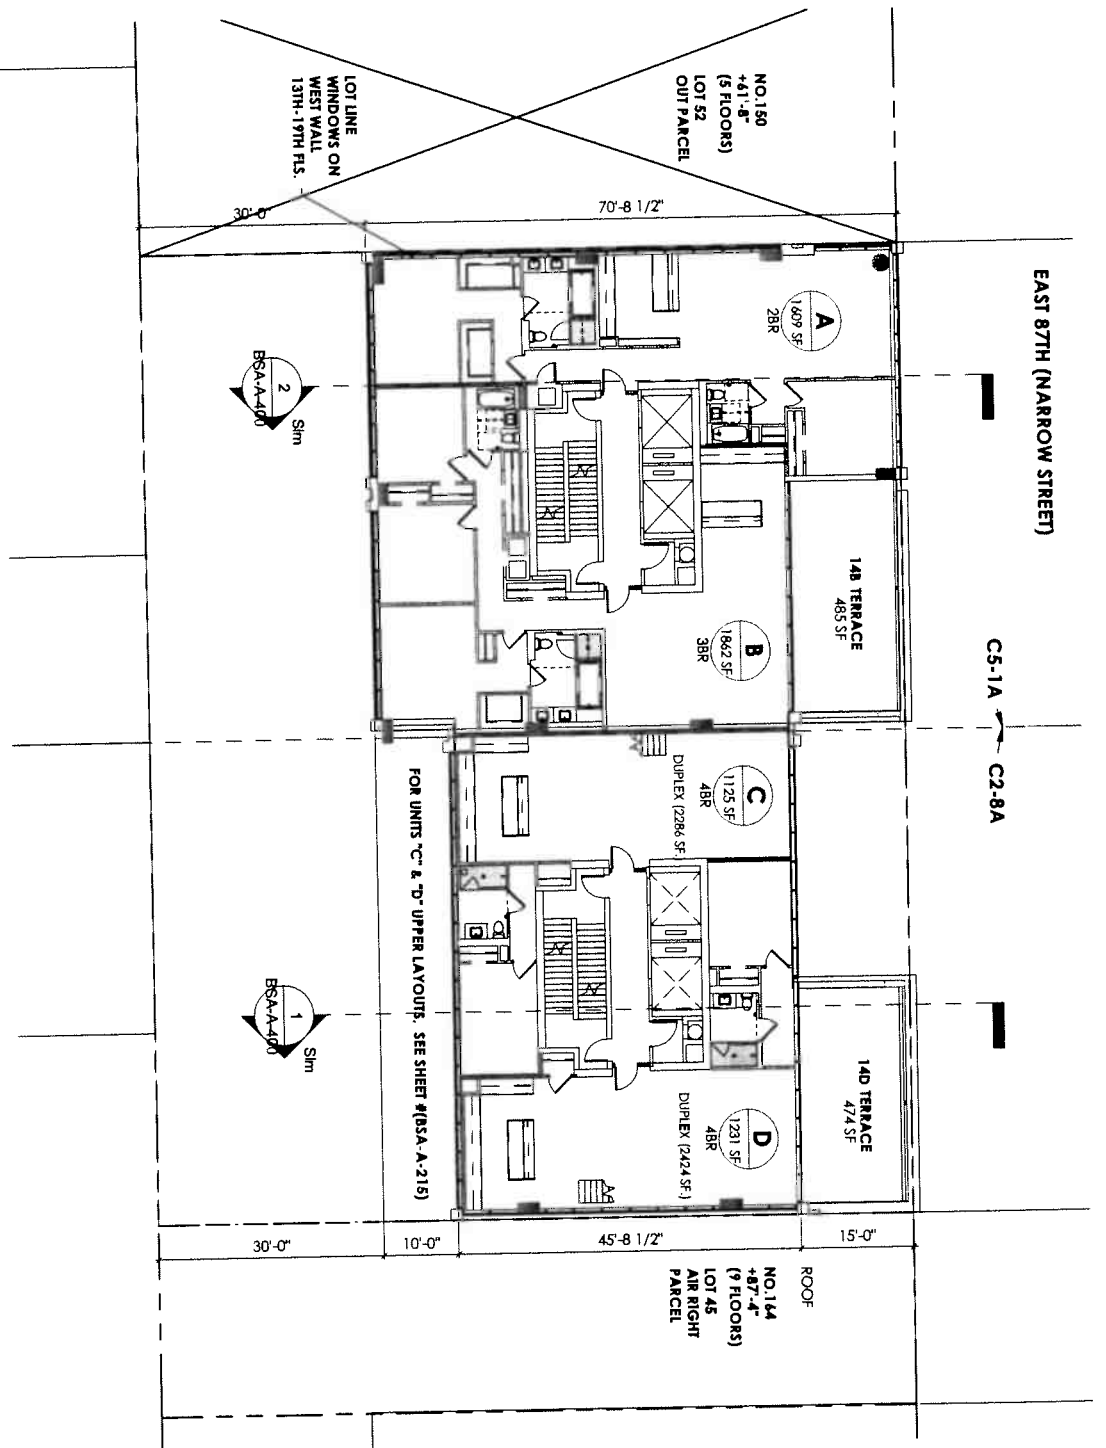 EAST 87TH (NARROW STREET)
C5-1A
C2-8A
NO.150
+61'-8"
(5 FLOORS)
LOT 52
OUT PARCEL
LOT LINE
WINDOWS ON
WEST WALL
13TH-19TH FLS.
30'-0"
70'-8 1/2"
A
1609 SF
2BR
14B TERRACE
485 SF
B
1862 SF
3BR
2
BSA-A-400
Sim
C
1125 SF
4BR
DUPLEX (2286 SF.)
FOR UNITS "C" & "D" UPPER LAYOUTS, SEE SHEET #(BSA-A-215)
1
BSA-A-400
Sim
14D TERRACE
474 SF
D
1231 SF
4BR
DUPLEX (2424 SF.)
30'-0"
10'-0"
45'-8 1/2"
15'-0"
ROOF
NO.164
+87'-4"
(9 FLOORS)
LOT 45
AIR RIGHT
PARCEL